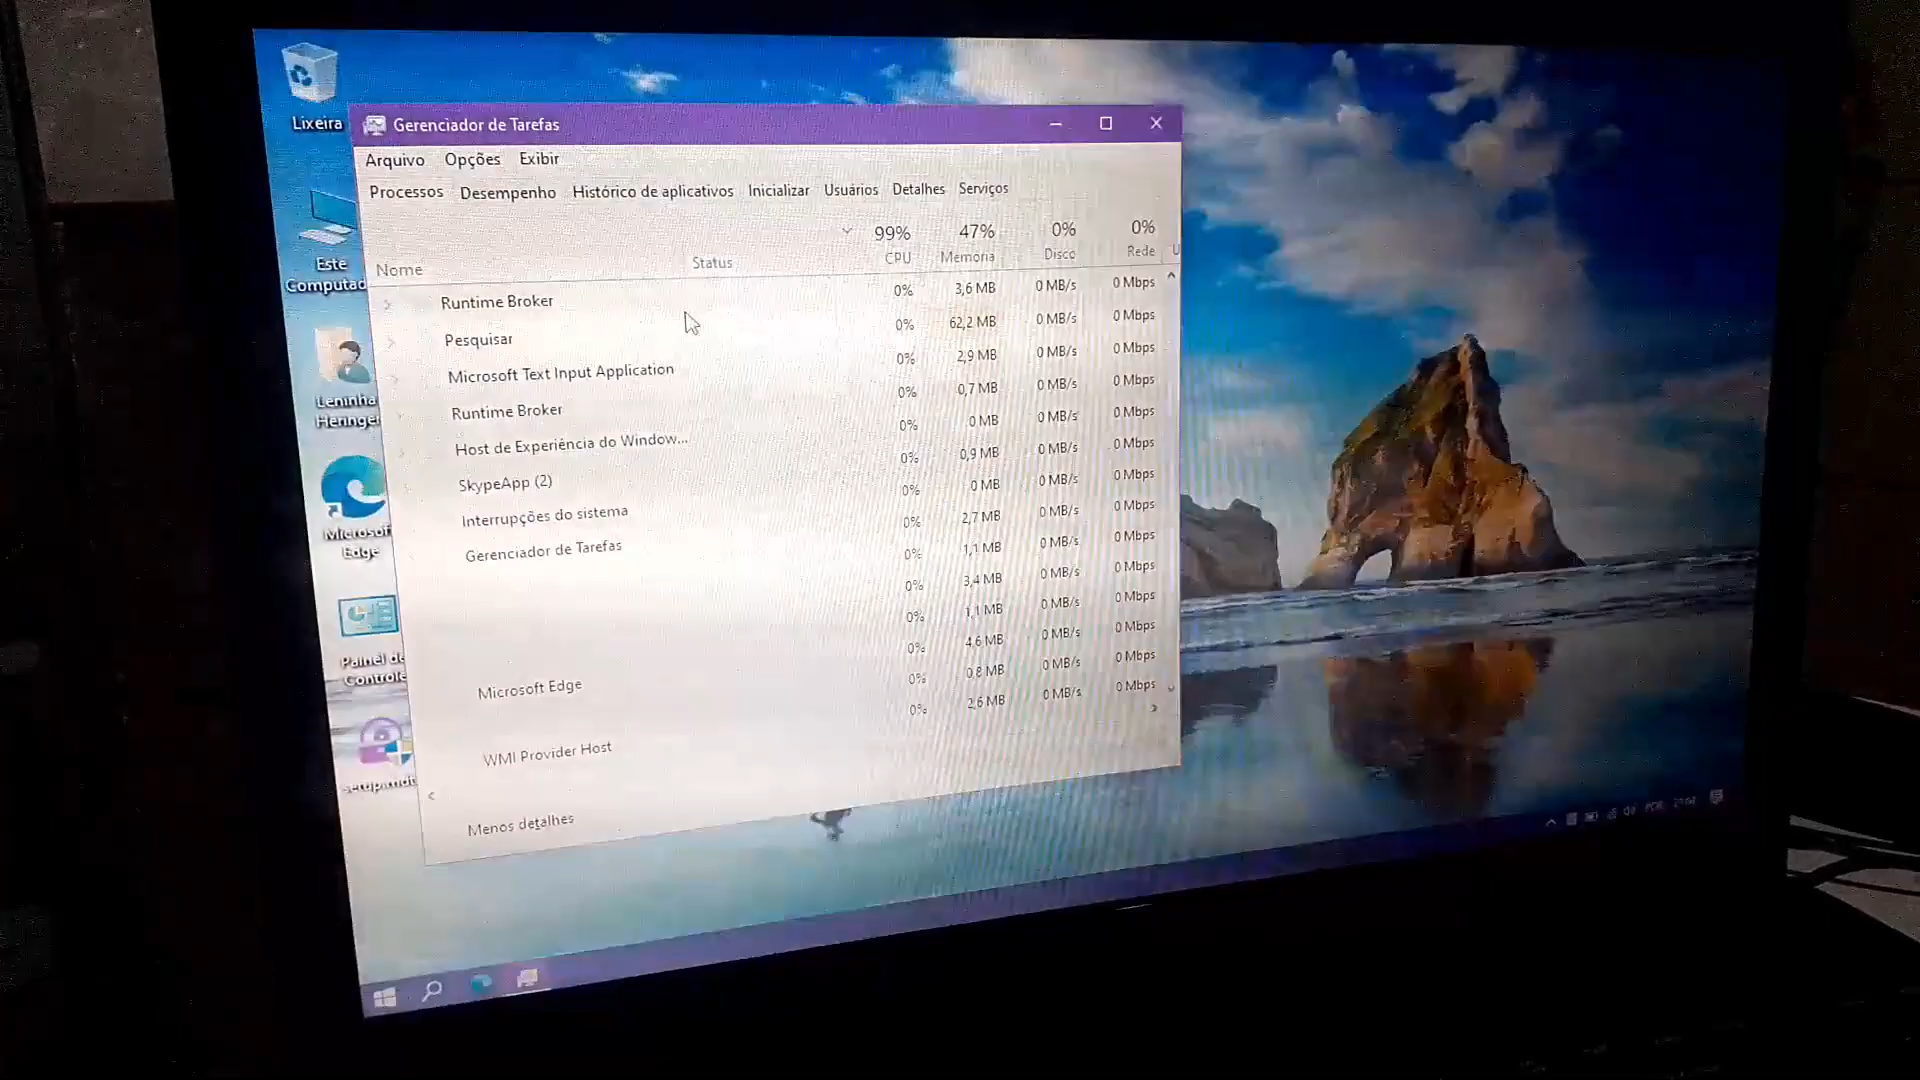 Lixeira
Gerenciador de Tarefas
Arquivo Opções Exibir
Processos Desempenho Histórico de aplicativos Inicializar Usuários Detalhes Serviços
99% 47% 0% 0%
Nome Status CPU Memória Disco Rede U
Este
Computad
Runtime Broker 0% 3,6 MB 0 MB/s 0 Mbps
Pesquisar 0% 62,2 MB 0 MB/s 0 Mbps
Microsoft Text Input Application 0% 2,9 MB 0 MB/s 0 Mbps
Runtime Broker 0% 0,7 MB 0 MB/s 0 Mbps
Host de Experiência do Window... 0% 0 MB 0 MB/s 0 Mbps
SkypeApp (2) 0% 0,9 MB 0 MB/s 0 Mbps
Interrupções do sistema 0% 0 MB 0 MB/s 0 Mbps
Gerenciador de Tarefas 0% 2,7 MB 0 MB/s 0 Mbps
0% 1,1 MB 0 MB/s 0 Mbps
0% 3,4 MB 0 MB/s 0 Mbps
0% 1,1 MB 0 MB/s 0 Mbps
Microsoft Edge 0% 4,6 MB 0 MB/s 0 Mbps
0% 0,8 MB 0 MB/s 0 Mbps
WMI Provider Host 0% 2,6 MB 0 MB/s 0 Mbps
Menos detalhes
Leninha
Heringer
Microsof
Edge
Painel de
Controle
POR